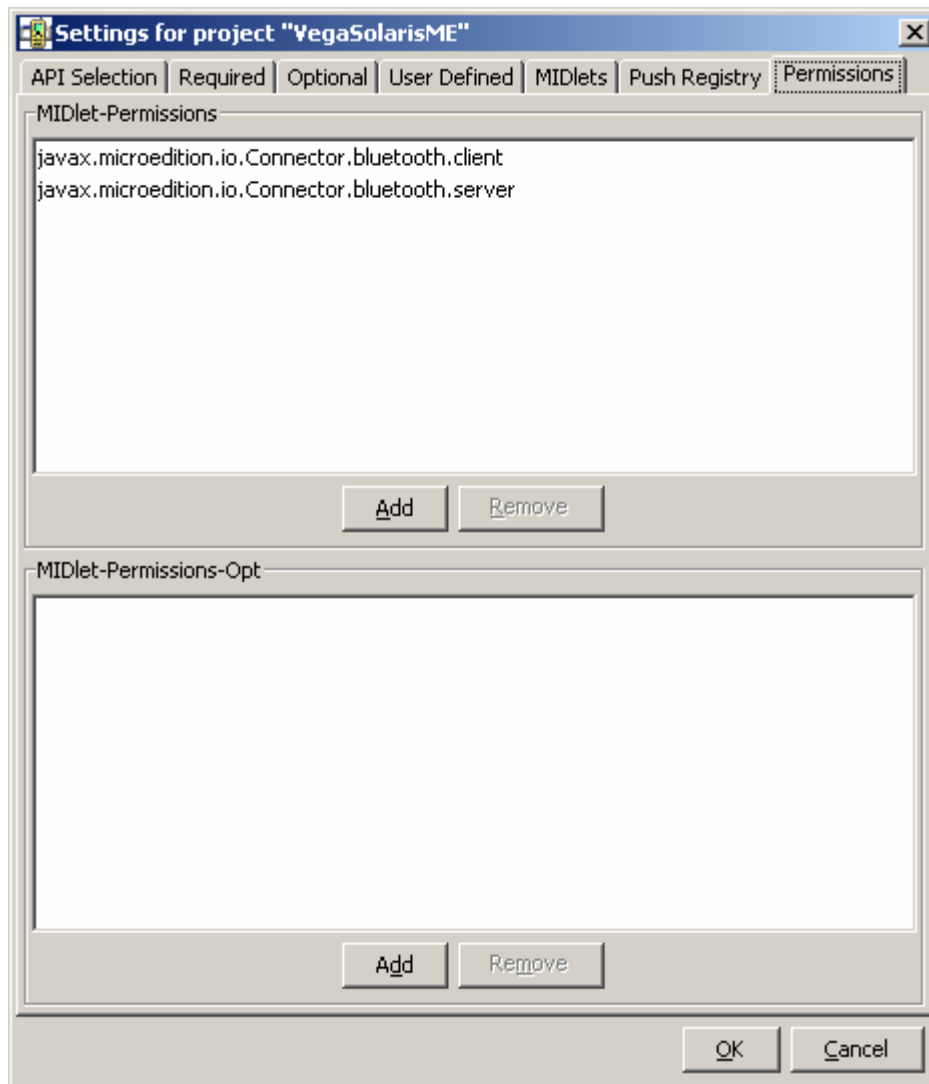 Settings for project "VegaSolarisME"
API Selection Required Optional User Defined MIDlets Push Registry Permissions
MIDlet-Permissions
javax.microedition.io.Connector.bluetooth.client
javax.microedition.io.Connector.bluetooth.server
Add Remove
MIDlet-Permissions-Opt
Add Remove
OK Cancel